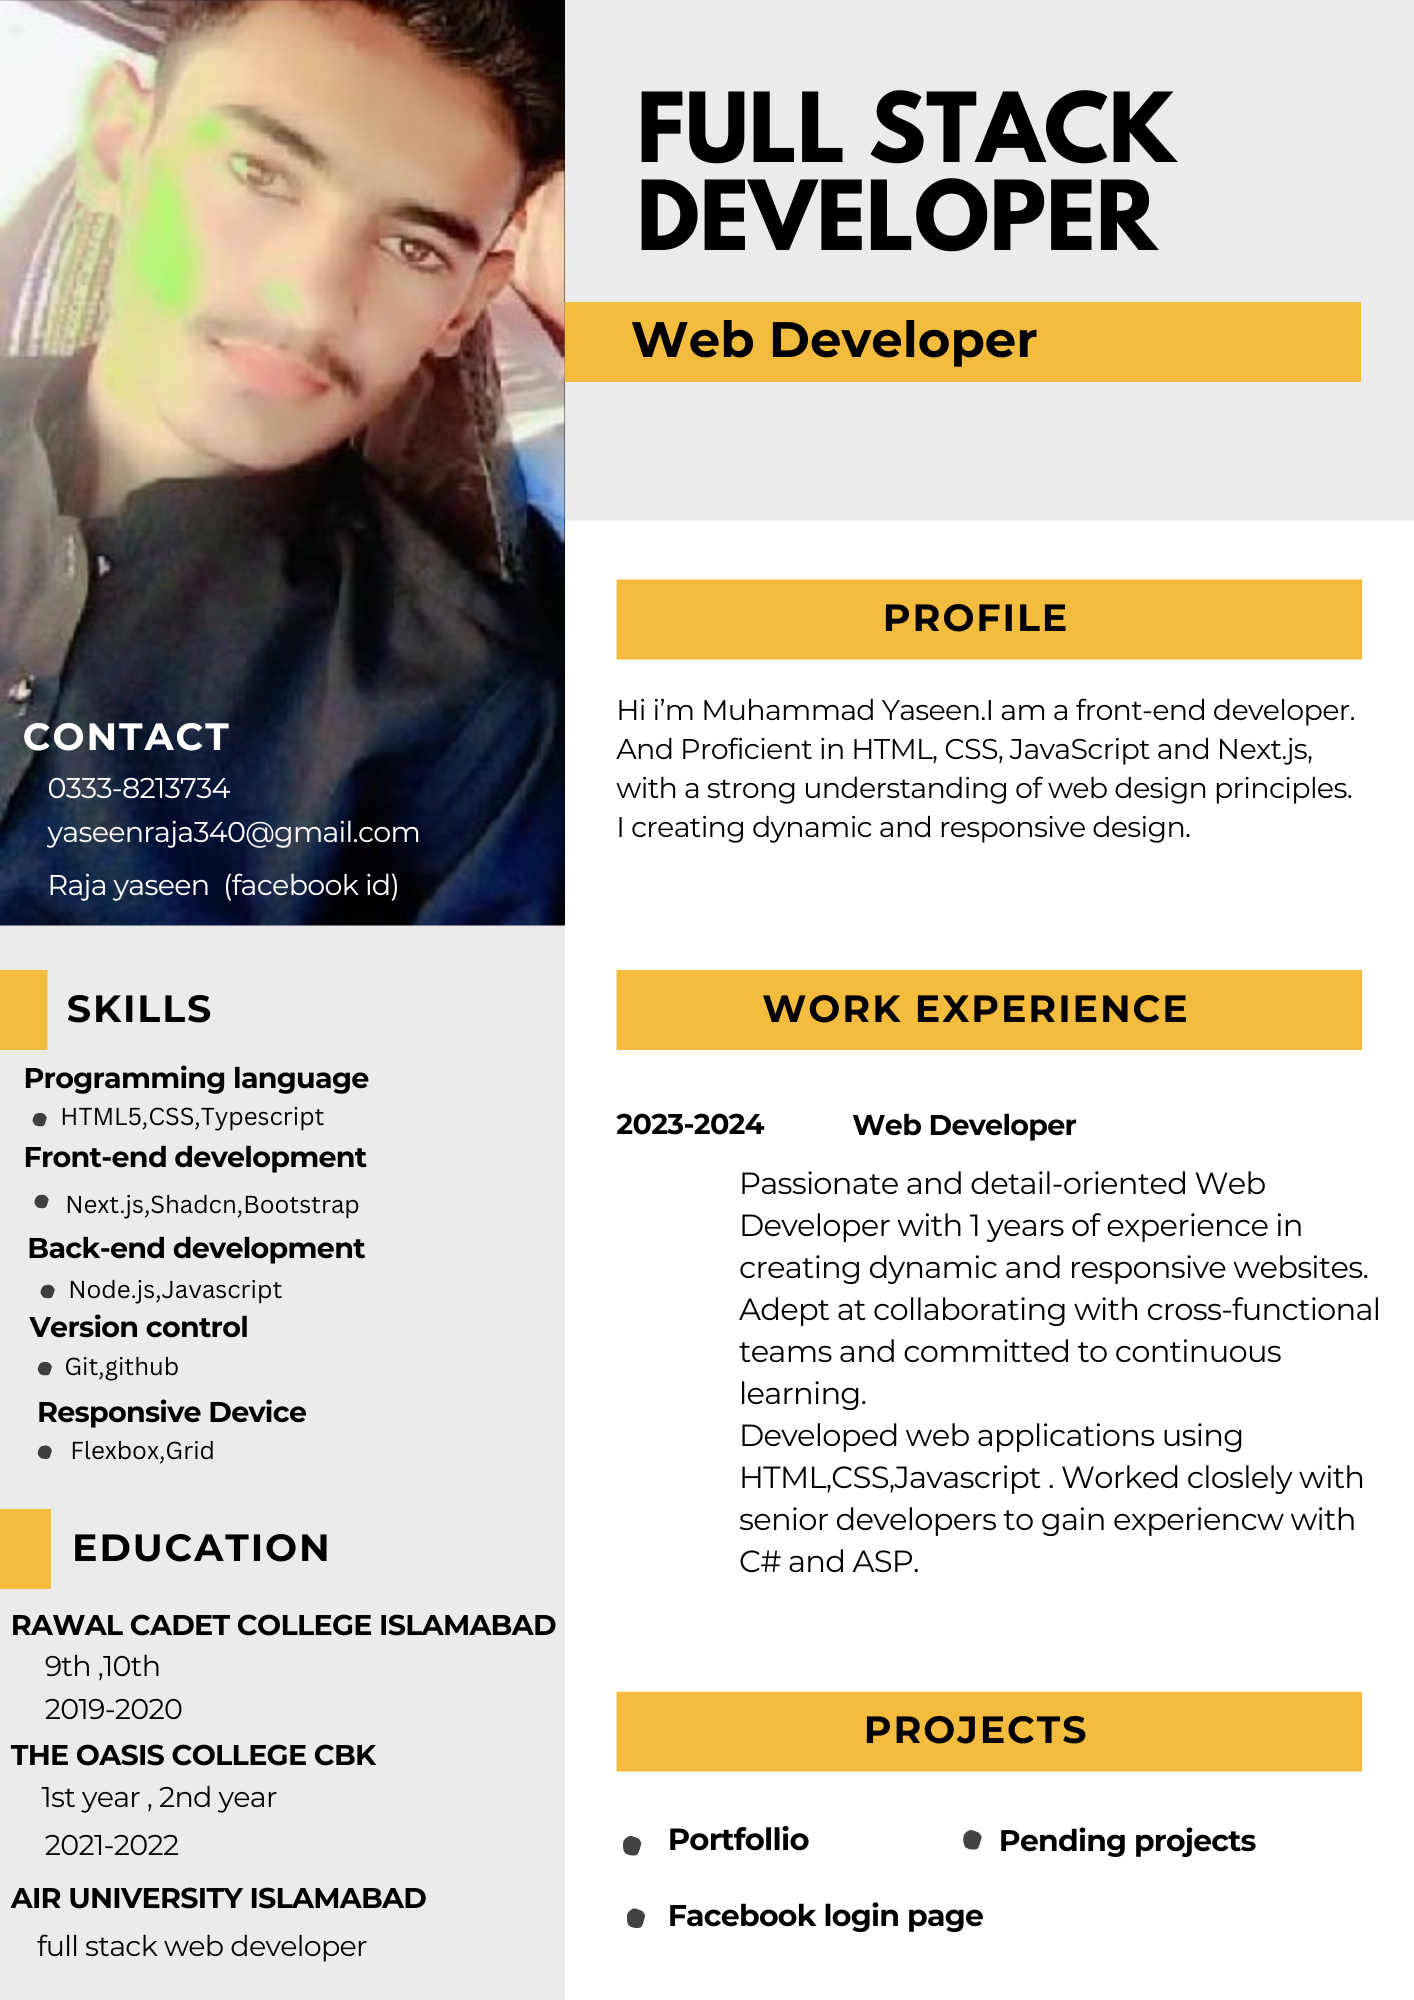 FULL STACK
DEVELOPER
Web Developer
CONTACT
0333-8213734
yaseenraja340@gmail.com
Raja yaseen (facebook id)
SKILLS
Programming language
HTML5,CSS,Typescript
Front-end development
Next.js,Shadcn,Bootstrap
Back-end development
Node.js,Javascript
Version control
Git,github
Responsive Device
Flexbox,Grid
EDUCATION
RAWAL CADET COLLEGE ISLAMABAD
9th ,10th
2019-2020
THE OASIS COLLEGE CBK
1st year , 2nd year
2021-2022
AIR UNIVERSITY ISLAMABAD
full stack web developer
PROFILE
Hi i’m Muhammad Yaseen.I am a front-end developer.
And Proficient in HTML, CSS, JavaScript and Next.js,
with a strong understanding of web design principles.
I creating dynamic and responsive design.
WORK EXPERIENCE
2023-2024 Web Developer
Passionate and detail-oriented Web
Developer with 1 years of experience in
creating dynamic and responsive websites.
Adept at collaborating with cross-functional
teams and committed to continuous
learning.
Developed web applications using
HTML,CSS,Javascript . Worked closlely with
senior developers to gain experiencw with
C# and ASP.
PROJECTS
Portfollio
Pending projects
Facebook login page